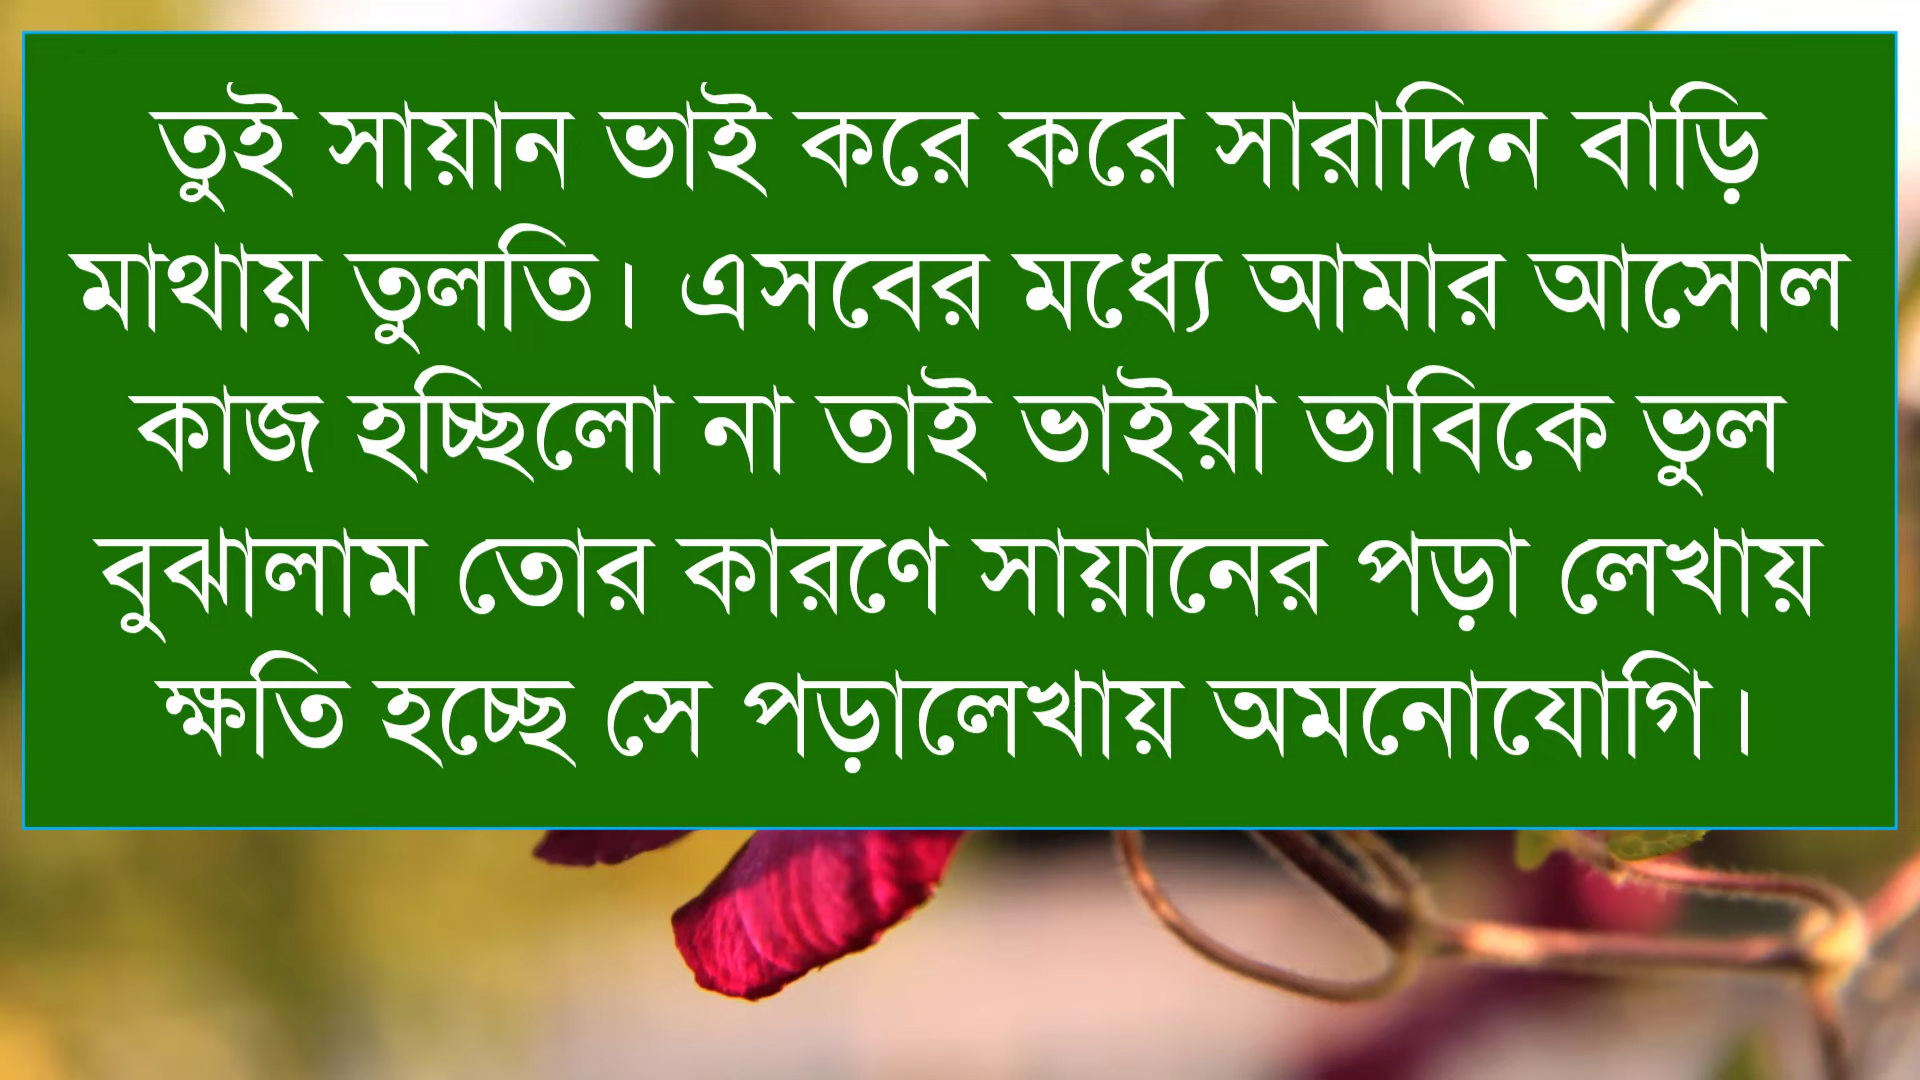 তুই সায়ান ভাই করে করে সারাদিন বাড়ি
মাথায় তুলতি। এসবের মধ্যে আমার আসোল
কাজ হচ্ছিলো না তাই ভাইয়া ভাবিকে ভুল
বুঝালাম তোর কারণে সায়ানের পড়া লেখায়
ক্ষতি হচ্ছে সে পড়ালেখায় অমনোযোগি।